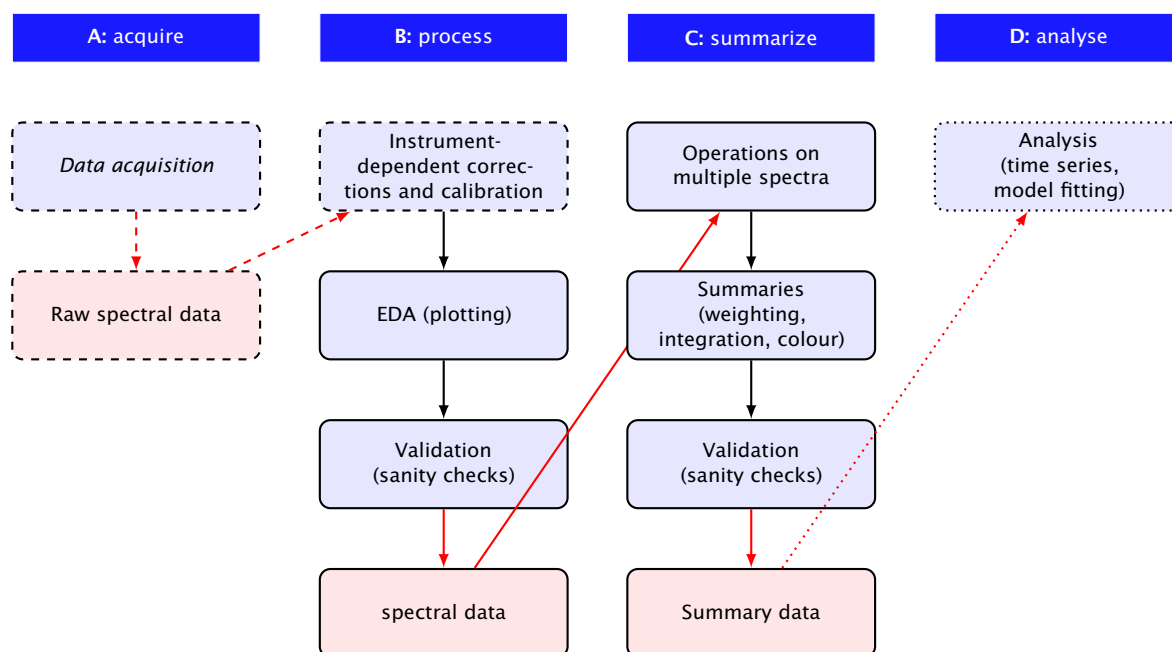 A: acquire
B: process
C: summarize
D: analyse
Data acquisition
Raw spectral data
Instrument-
dependent correc-
tions and calibration
EDA (plotting)
Validation
(sanity checks)
spectral data
Operations on
multiple spectra
Summaries
(weighting,
integration, colour)
Validation
(sanity checks)
Summary data
Analysis
(time series,
model fitting)